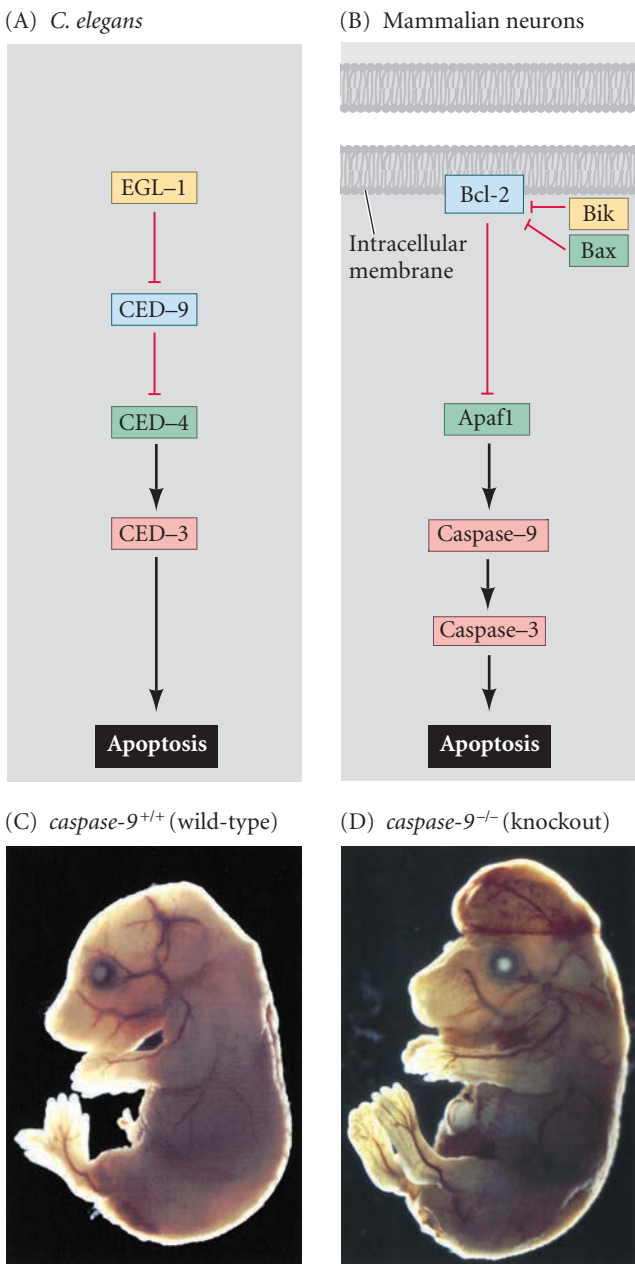 (A) C. elegans
(B) Mammalian neurons
EGL–1
CED–9
CED–4
CED–3
Apoptosis
Bcl-2
Bik
Bax
Intracellular
membrane
Apaf1
Caspase–9
Caspase–3
Apoptosis
(C) caspase-9+/+ (wild-type)
(D) caspase-9–/– (knockout)